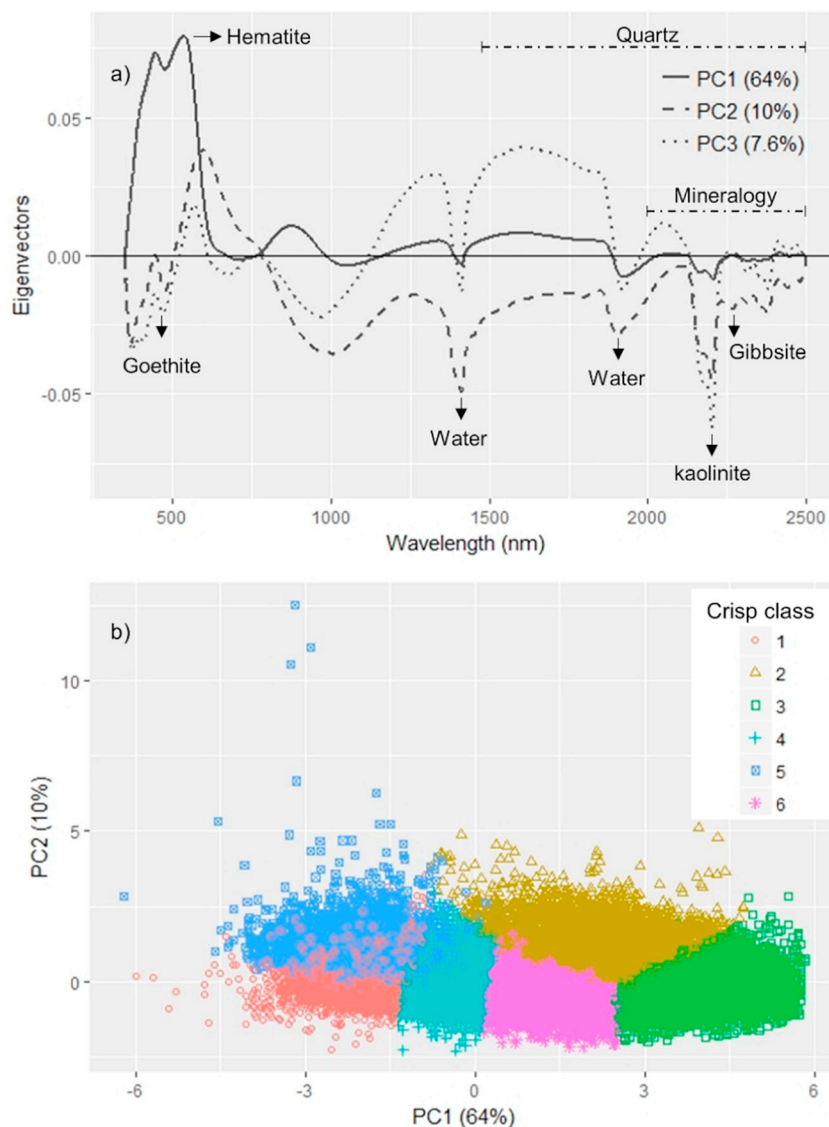 a)
Hematite
Quartz
PC1 (64%)
PC2 (10%)
PC3 (7.6%)
Mineralogy
0.05
0.00
-0.05
Eigenvectors
Goethite
Water
Water
Gibbsite
kaolinite
500
1000
1500
2000
2500
Wavelength (nm)
b)
Crisp class
1
2
3
4
5
6
10
5
0
PC2 (10%)
-6
-3
0
3
6
PC1 (64%)